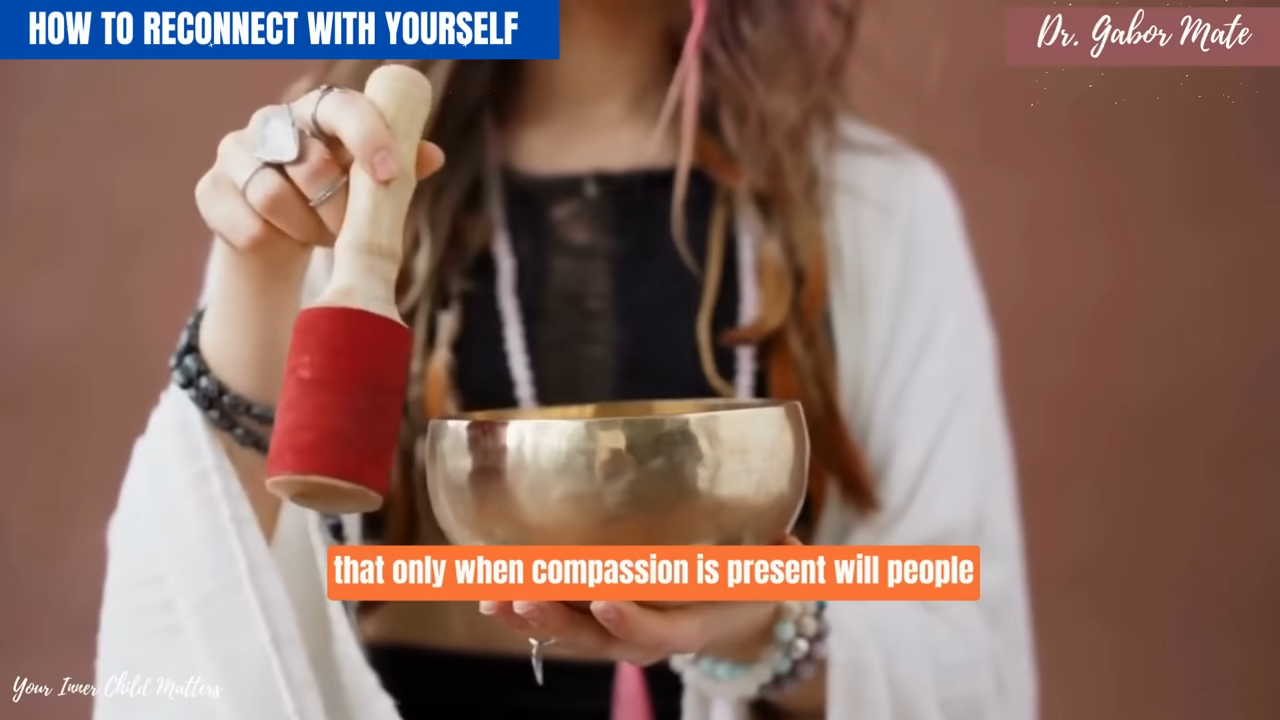 HOW TO RECONNECT WITH YOURSELF
Dr. Gabor Mate
that only when compassion is present will people
Your Inner Child Matters